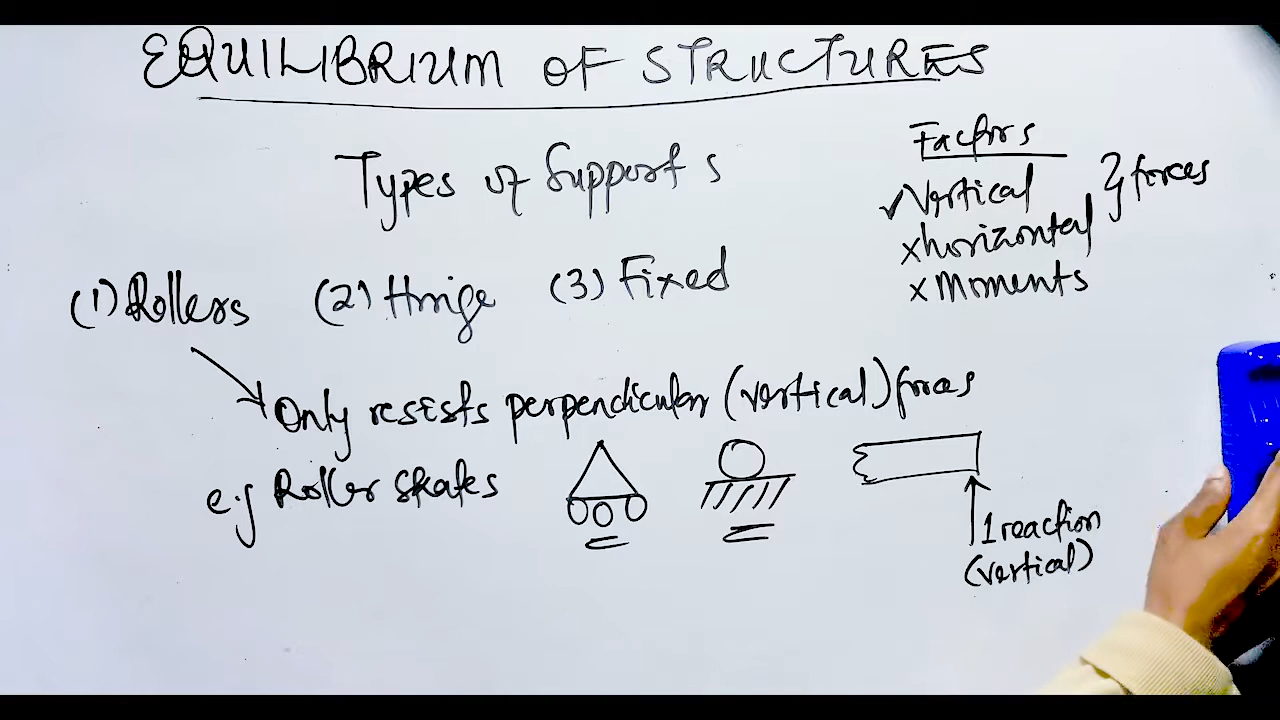 EQUILIBRIUM OF STRUCTURES
Types of Supports
Factors
✓Vertical
xhorizontal
} forces
x Moments
(1) Rollers (2) Hinge (3) Fixed
Only resists perpendicular (vertical) forces
e.g Roller Skates
1 reaction
(vertical)